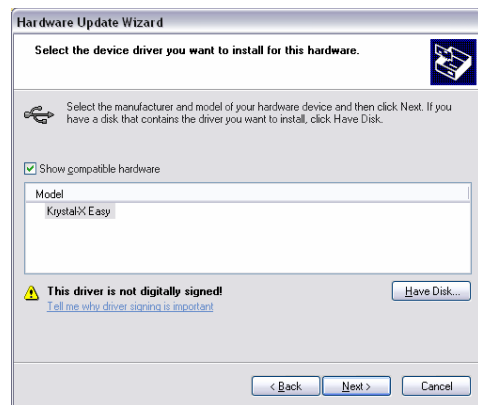 Hardware Update Wizard
Select the device driver you want to install for this hardware.
Select the manufacturer and model of your hardware device and then click Next. If you
have a disk that contains the driver you want to install, click Have Disk.
Show compatible hardware
Model
Krystal-X Easy
This driver is not digitally signed!
Have Disk...
Tell me why driver signing is important
< Back
Next >
Cancel